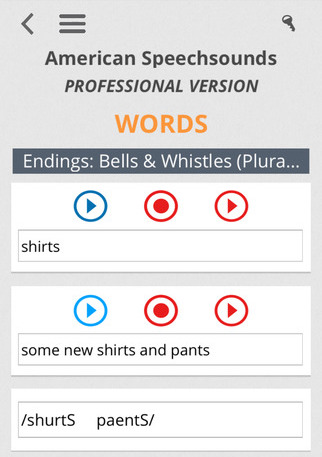 American Speechsounds
PROFESSIONAL VERSION
WORDS
Endings: Bells & Whistles (Plura...
shirts
some new shirts and pants
/shurtS     paentS/